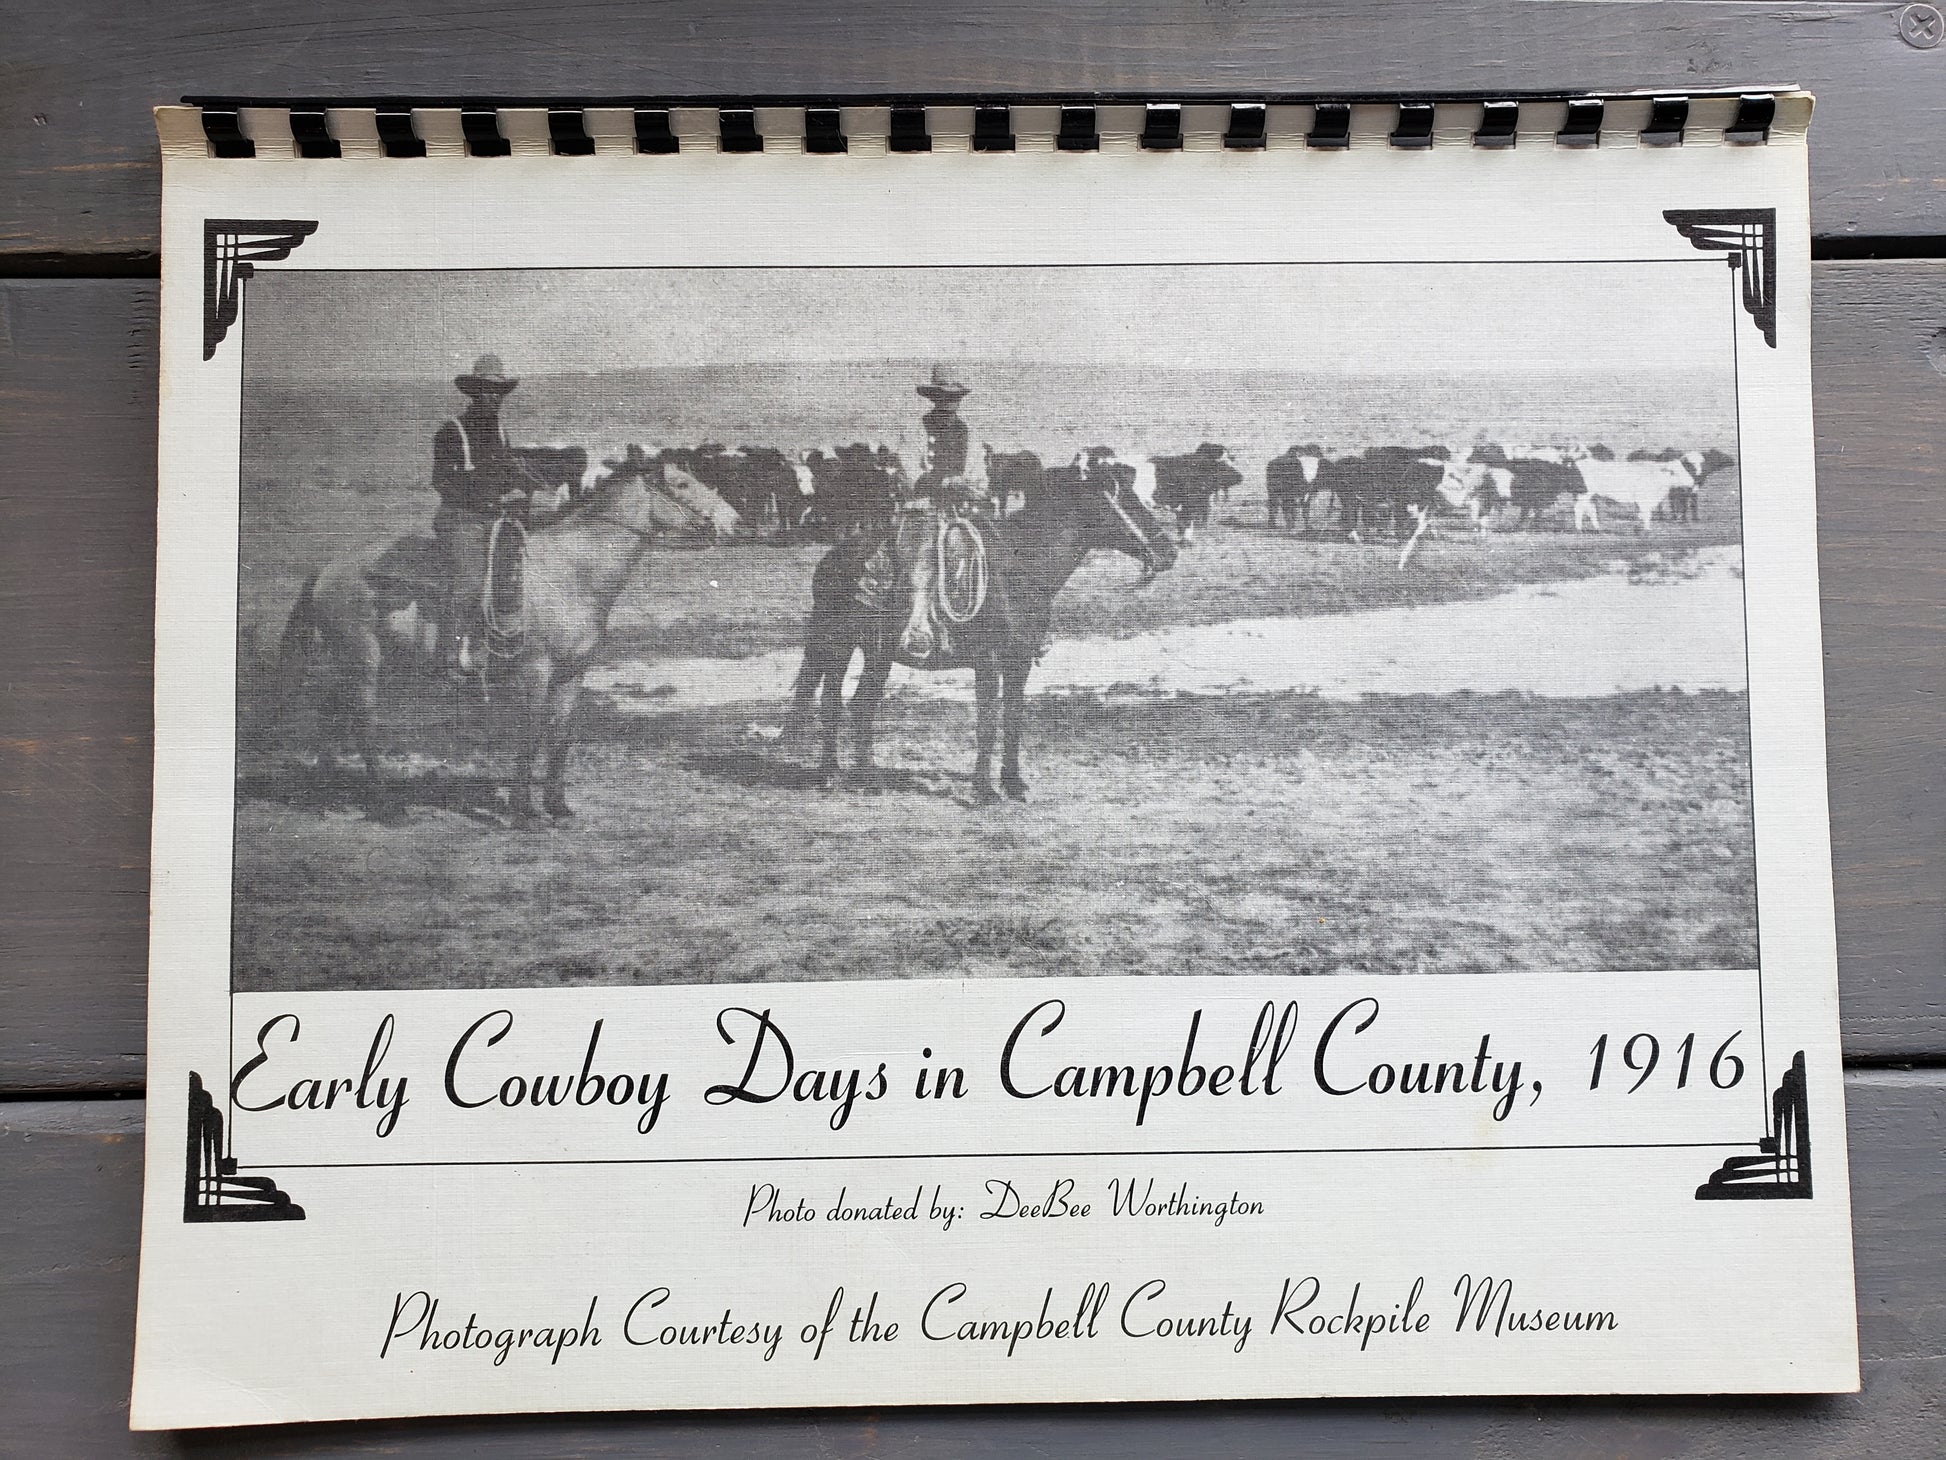 Early Cowboy Days in Campbell County, 1916
Photo donated by: DeeBee Worthington
Photograph Courtesy of the Campbell County Rockpile Museum